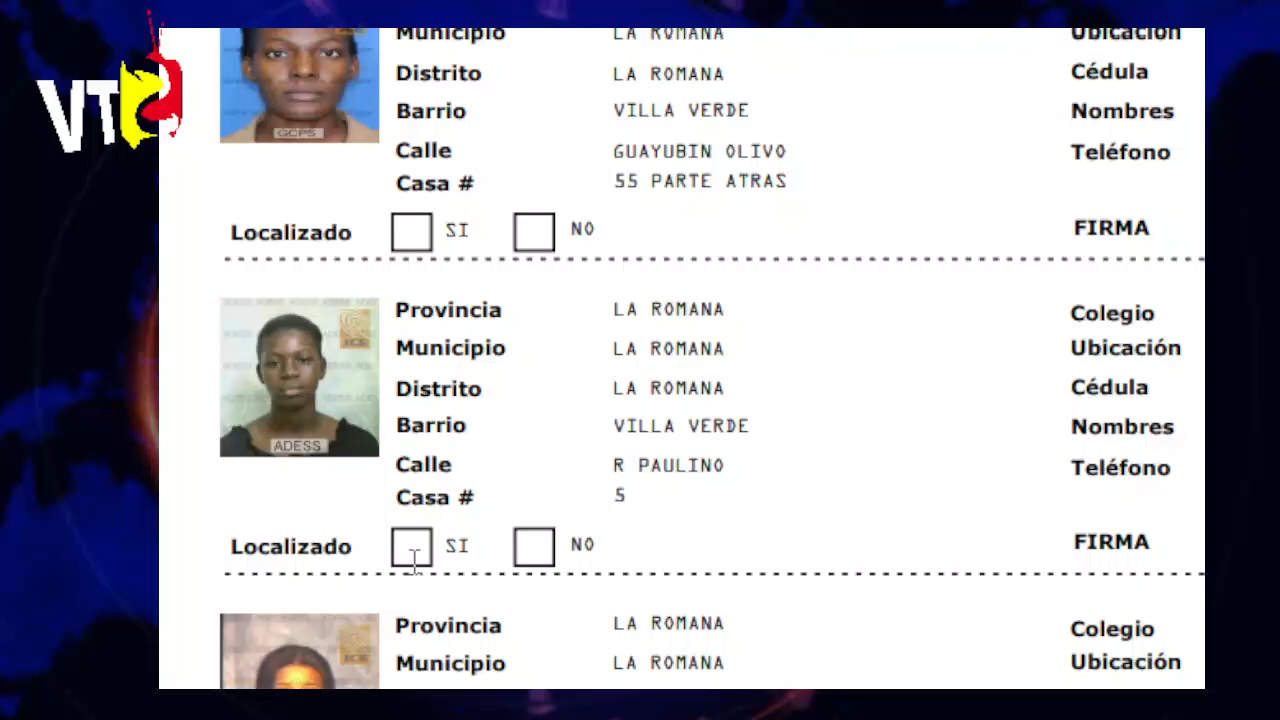 VTS
Municipio LA ROMANA Ubicación
Distrito LA ROMANA Cédula
Barrio VILLA VERDE Nombres
Calle GUAYUBIN OLIVO Teléfono
Casa # 55 PARTE ATRAS
GCPS
Localizado SI NO FIRMA
Provincia LA ROMANA Colegio
Municipio LA ROMANA Ubicación
Distrito LA ROMANA Cédula
Barrio VILLA VERDE Nombres
ADESS
Calle R PAULINO Teléfono
Casa # 5
Localizado SI NO FIRMA
Provincia LA ROMANA Colegio
Municipio LA ROMANA Ubicación